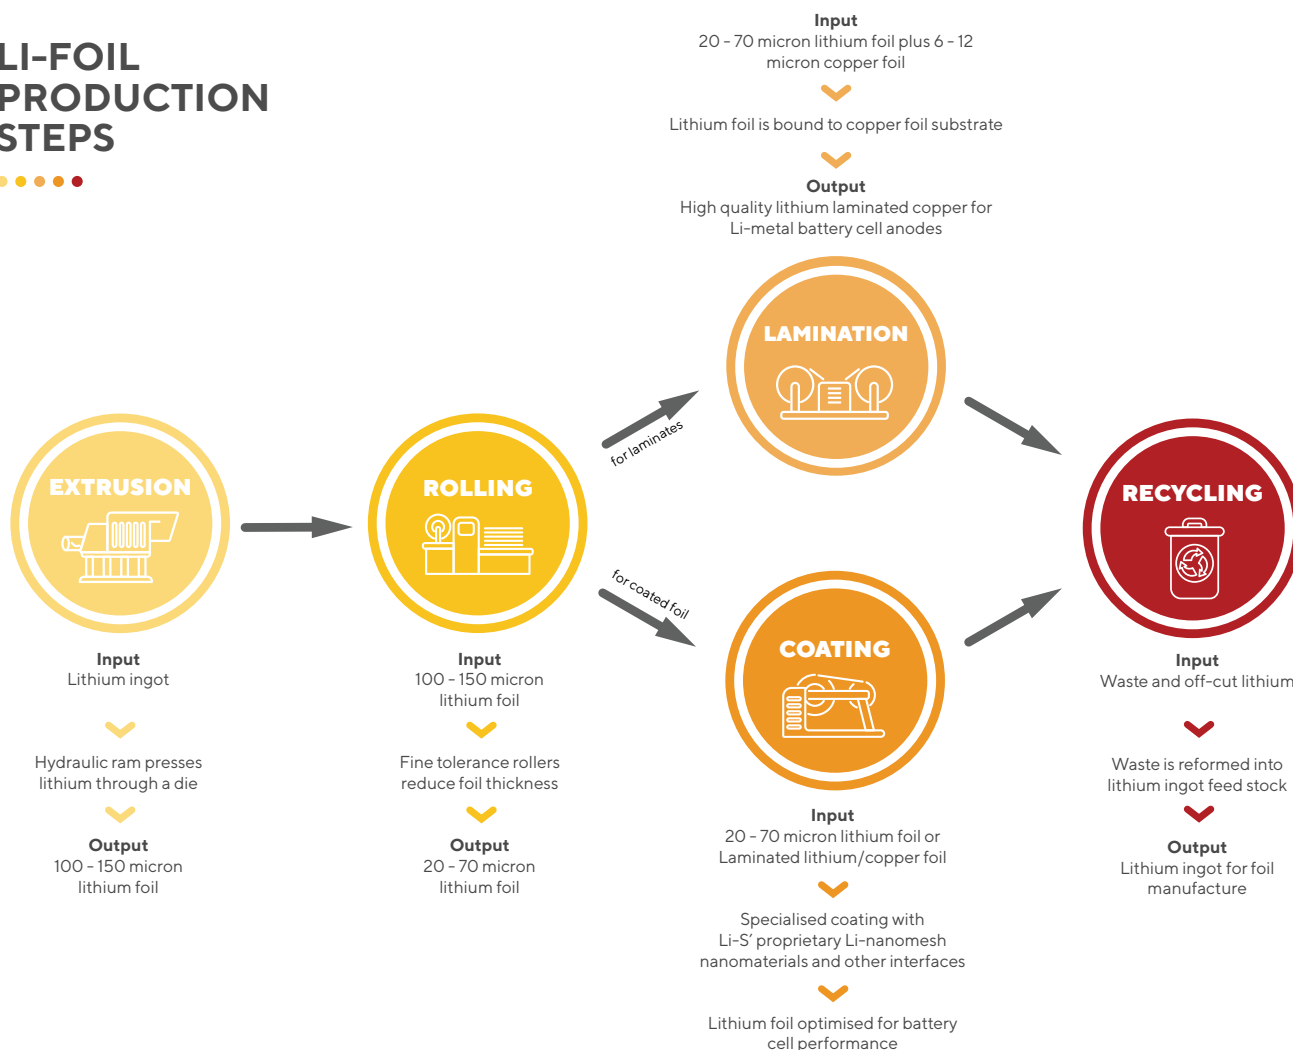 LI-FOIL
PRODUCTION
STEPS
Input
20 - 70 micron lithium foil plus 6 - 12
micron copper foil
Lithium foil is bound to copper foil substrate
Output
High quality lithium laminated copper for
Li-metal battery cell anodes
LAMINATION
for laminates
EXTRUSION
Input
Lithium ingot
Hydraulic ram presses
lithium through a die
Output
100 - 150 micron
lithium foil
ROLLING
Input
100 - 150 micron
lithium foil
Fine tolerance rollers
reduce foil thickness
Output
20 - 70 micron
lithium foil
for coated foil
COATING
Input
20 - 70 micron lithium foil or
Laminated lithium/copper foil
Specialised coating with
Li-S’ proprietary Li-nanomesh
nanomaterials and other interfaces
Lithium foil optimised for battery
cell performance
RECYCLING
Input
Waste and off-cut lithium
Waste is reformed into
lithium ingot feed stock
Output
Lithium ingot for foil
manufacture